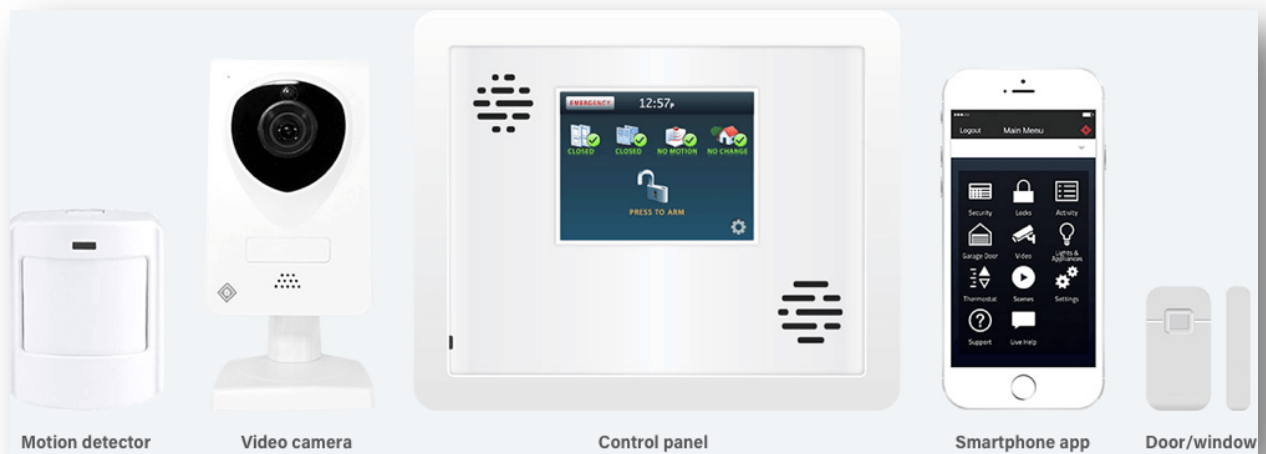 EMERGENCY
12:57P
CLOSED
CLOSED
NO MOTION
NO CHANGE
PRESS TO ARM
Logout
Main Menu
Security
Locks
Activity
Garage Door
Video
Lights &
Appliances
Thermostat
Scenes
Settings
Support
Live Help
Motion detector
Video camera
Control panel
Smartphone app
Door/window